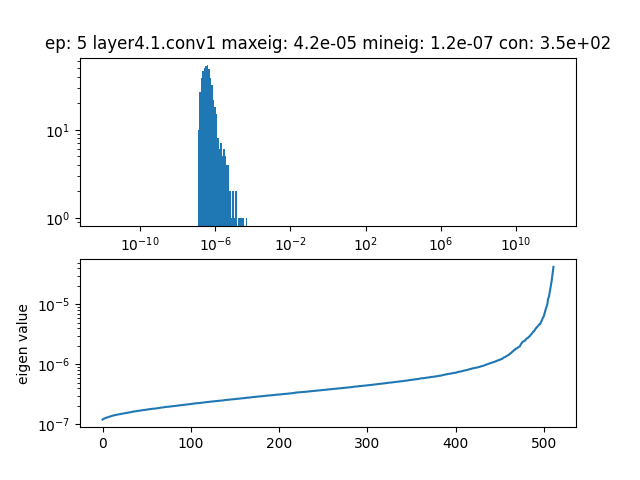 ep: 5 layer4.1.conv1 maxeig: 4.2e-05 mineig: 1.2e-07 con: 3.5e+02
10¹
10⁰
10⁻¹⁰ 10⁻⁶ 10⁻² 10² 10⁶ 10¹⁰
eigen value
10⁻⁵
10⁻⁶
10⁻⁷
0 100 200 300 400 500